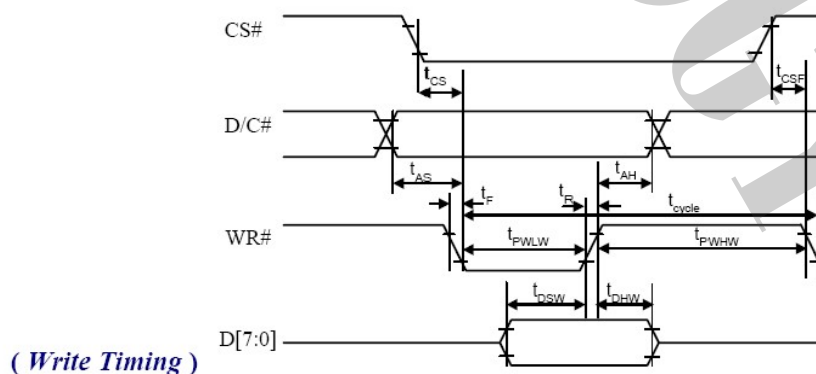 CS#
tCS
tCSF
D/C#
tAS
tAH
tF
tR
tcycle
WR#
tPWLW
tPWHW
tDSW
tDHW
D[7:0]
( Write Timing )